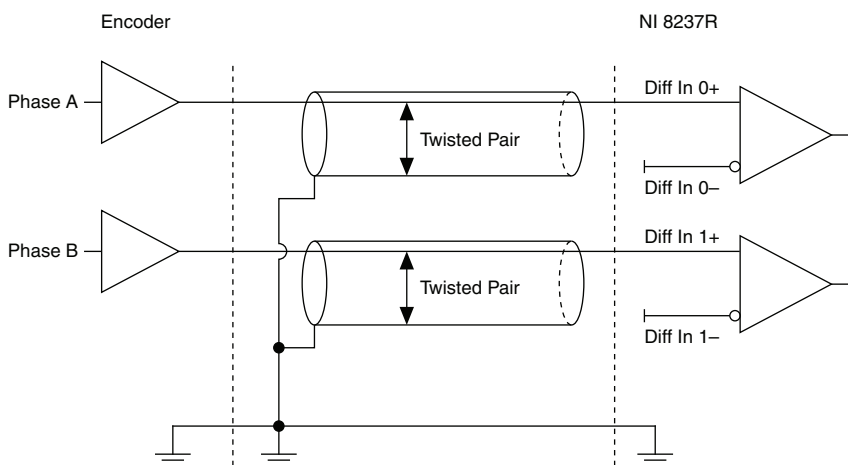 Encoder
NI 8237R
Phase A
Diff In 0+
Twisted Pair
Diff In 0–
Phase B
Diff In 1+
Twisted Pair
Diff In 1–